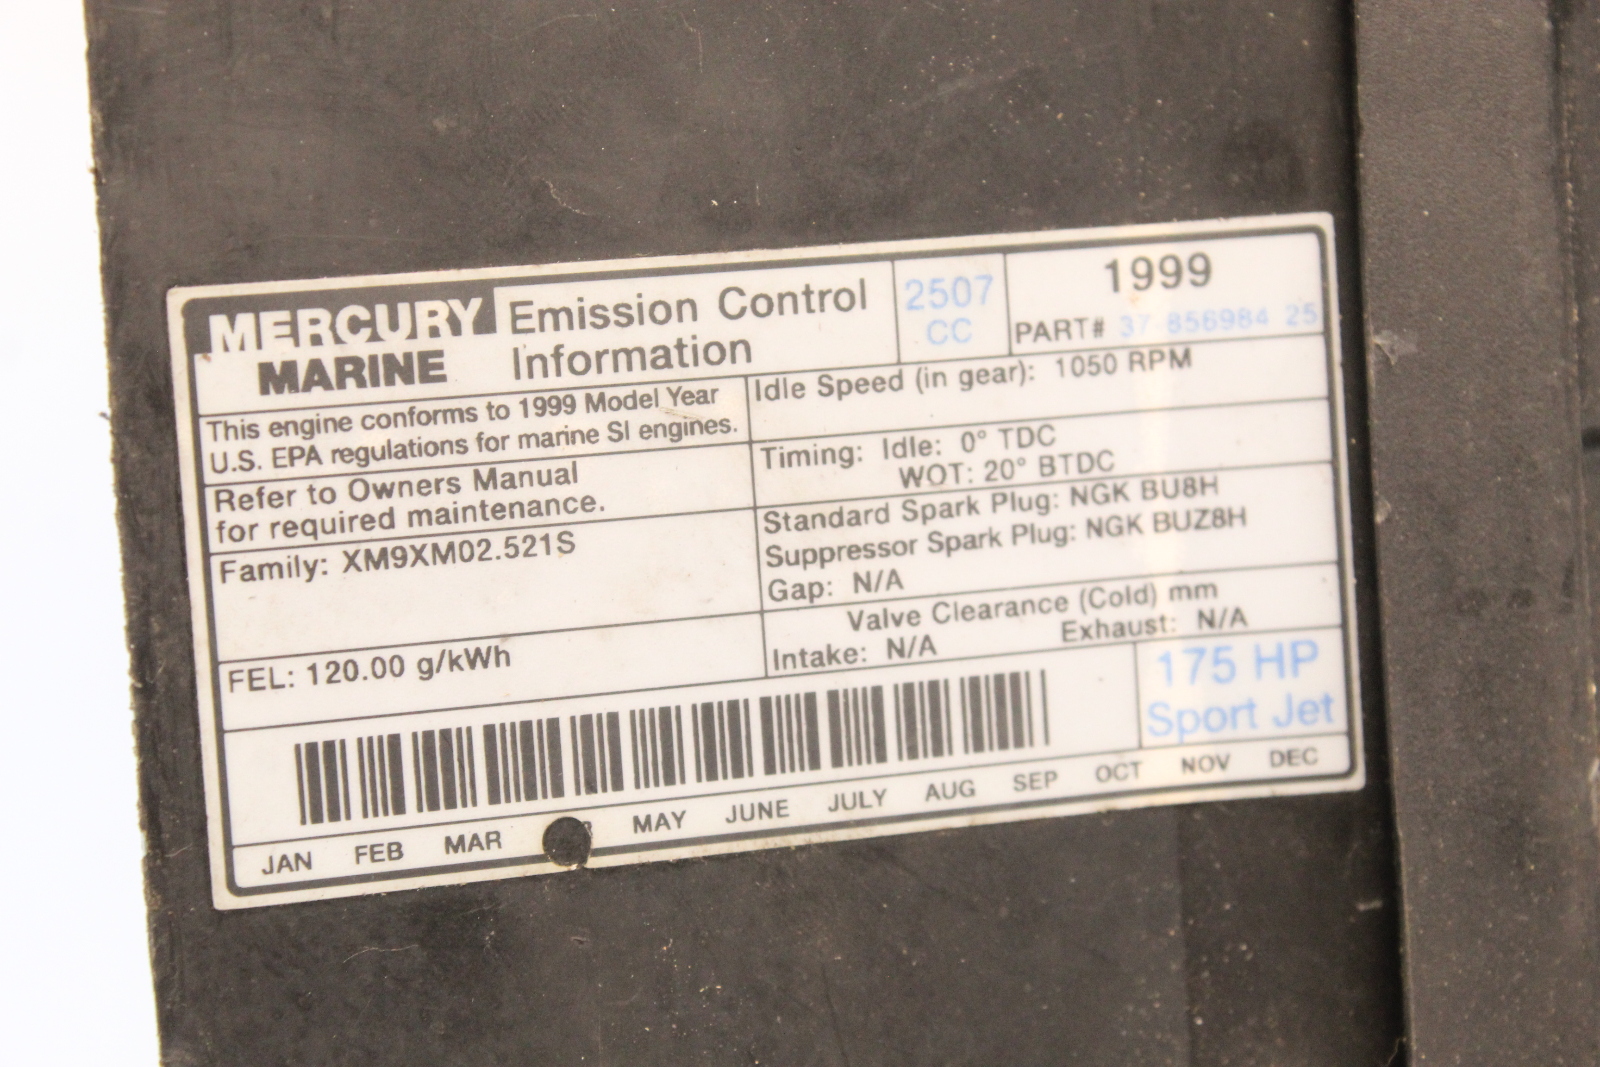 MERCURY
MARINE
Emission Control
Information
2507
CC
1999
PART# 37 856984 25
This engine conforms to 1999 Model Year
U.S. EPA regulations for marine SI engines.
Refer to Owners Manual
for required maintenance.
Family: XM9XM02.521S
FEL: 120.00 g/kWh
Idle Speed (in gear): 1050 RPM
Timing: Idle: 0° TDC
WOT: 20° BTDC
Standard Spark Plug: NGK BU8H
Suppressor Spark Plug: NGK BUZ8H
Gap: N/A
Valve Clearance (Cold) mm
Intake: N/A Exhaust: N/A
175 HP
Sport Jet
JAN FEB MAR MAY JUNE JULY AUG SEP OCT NOV DEC